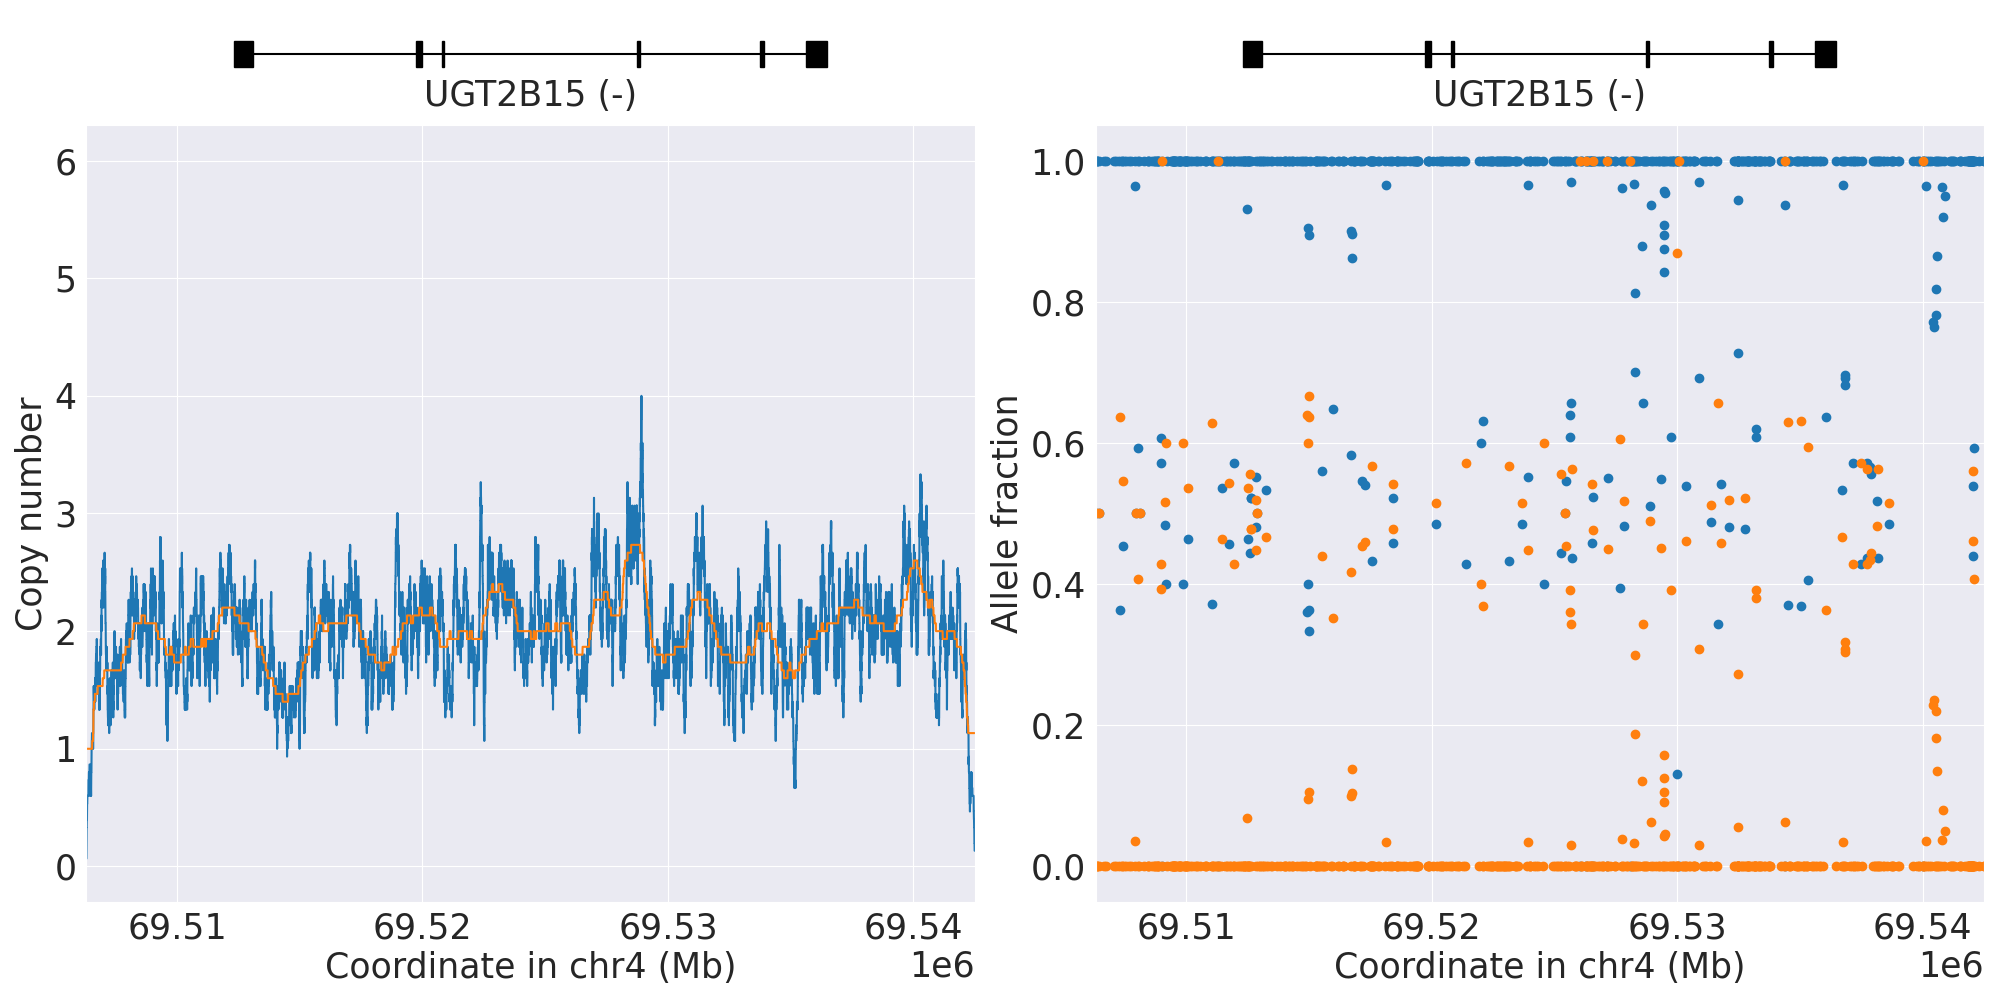 UGT2B15 (-)
Copy number
6
5
4
3
2
1
0
69.51 69.52 69.53 69.54
Coordinate in chr4 (Mb) 1e6
UGT2B15 (-)
Allele fraction
1.0
0.8
0.6
0.4
0.2
0.0
69.51 69.52 69.53 69.54
Coordinate in chr4 (Mb) 1e6